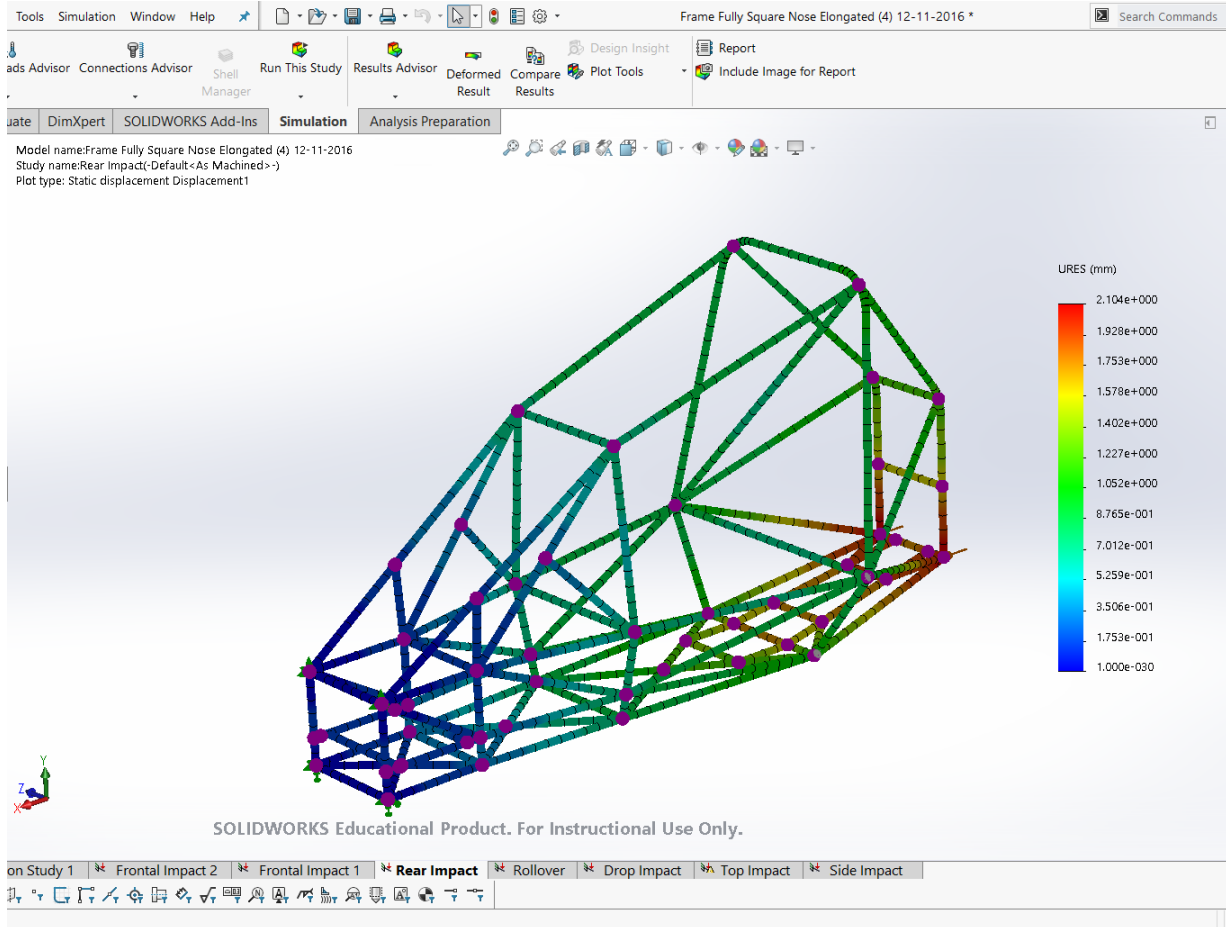 Tools Simulation Window Help Frame Fully Square Nose Elongated (4) 12-11-2016 * Search Commands
ads Advisor Connections Advisor Shell Manager Run This Study Results Advisor Deformed Result Compare Results Design Insight Report
Plot Tools Include Image for Report
uate DimXpert SOLIDWORKS Add-Ins Simulation Analysis Preparation
Model name:Frame Fully Square Nose Elongated (4) 12-11-2016
Study name:Rear Impact(-Default<As Machined>-)
Plot type: Static displacement Displacement1
URES (mm)
2.104e+000
1.928e+000
1.753e+000
1.578e+000
1.402e+000
1.227e+000
1.052e+000
8.765e-001
7.012e-001
5.259e-001
3.506e-001
1.753e-001
1.000e-030
Y
Z
X
SOLIDWORKS Educational Product. For Instructional Use Only.
on Study 1 Frontal Impact 2 Frontal Impact 1 Rear Impact Rollover Drop Impact Top Impact Side Impact